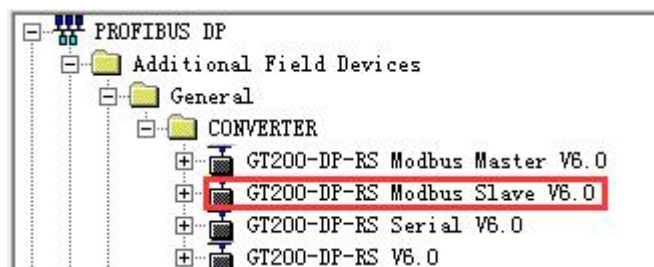 PROFIBUS DP
Additional Field Devices
General
CONVERTER
GT200-DP-RS Modbus Master V6.0
GT200-DP-RS Modbus Slave V6.0
GT200-DP-RS Serial V6.0
GT200-DP-RS V6.0